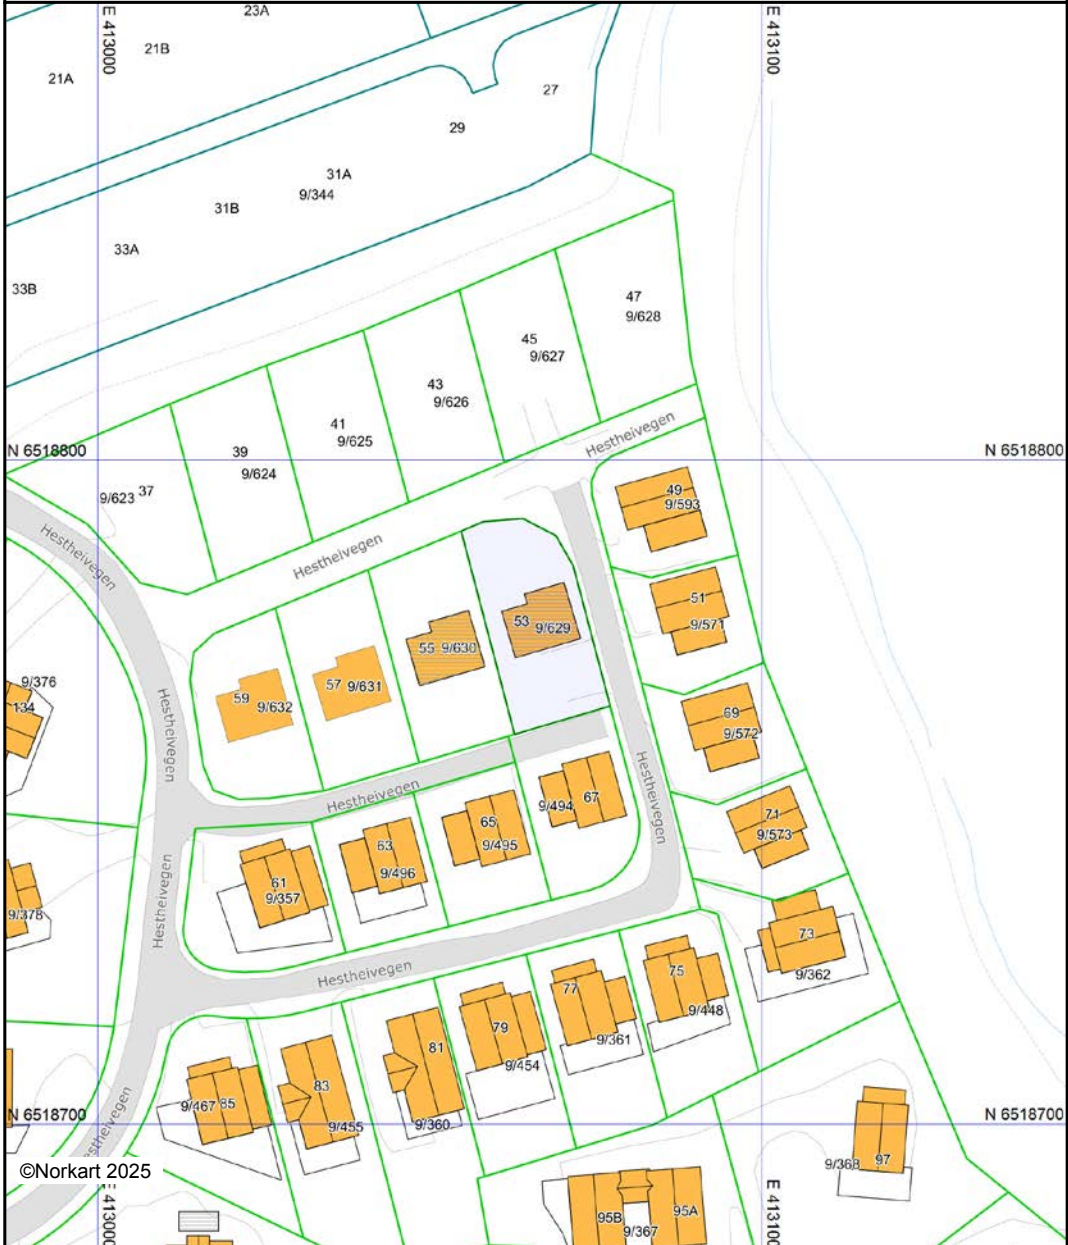 23A
E 413000
E 413100
21B
21A
27
29
31A
9/344
31B
33A
33B
47
9/628
45
9/627
43
9/626
41
9/625
39
9/624
Hestheivegen
N 6518800
N 6518800
9/623 37
49
9/593
Hestheivegen
Hestheivegen
51
9/571
53
9/629
55 9/630
57 9/631
59
9/632
9/376
134
69
9/572
Hestheivegen
Hestheivegen
Hestheivegen
67
9/494
71
9/573
65
9/495
63
9/496
61
9/357
Hestheivegen
9/378
73
9/362
Hestheivegen
75
9/448
77
9/361
79
9/454
81
9/360
83
9/455
9/467 85
N 6518700
N 6518700
Hestheivegen
97
9/368
©Norkart 2025
E 413000
E 413100
95B
95A
9/367